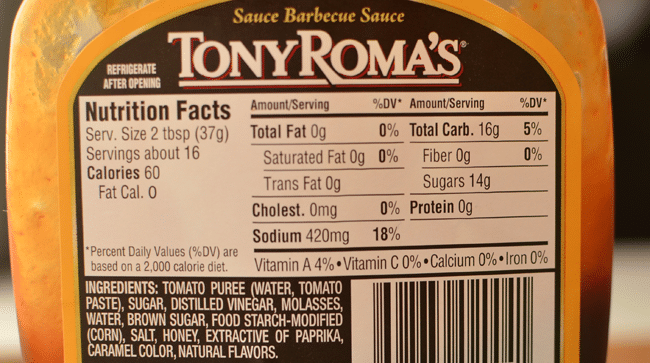 Sauce Barbecue Sauce
TONY ROMA'S®
REFRIGERATE
AFTER OPENING
Nutrition Facts
Serv. Size 2 tbsp (37g)
Servings about 16
Calories 60
Fat Cal. 0
*Percent Daily Values (%DV) are
based on a 2,000 calorie diet.
Amount/Serving %DV* Amount/Serving %DV*
Total Fat 0g 0% Total Carb. 16g 5%
Saturated Fat 0g 0% Fiber 0g 0%
Trans Fat 0g Sugars 14g
Cholest. 0mg 0% Protein 0g
Sodium 420mg 18%
Vitamin A 4% • Vitamin C 0% • Calcium 0% • Iron 0%
INGREDIENTS: TOMATO PUREE (WATER, TOMATO
PASTE), SUGAR, DISTILLED VINEGAR, MOLASSES,
WATER, BROWN SUGAR, FOOD STARCH-MODIFIED
(CORN), SALT, HONEY, EXTRACTIVE OF PAPRIKA,
CARAMEL COLOR, NATURAL FLAVORS.